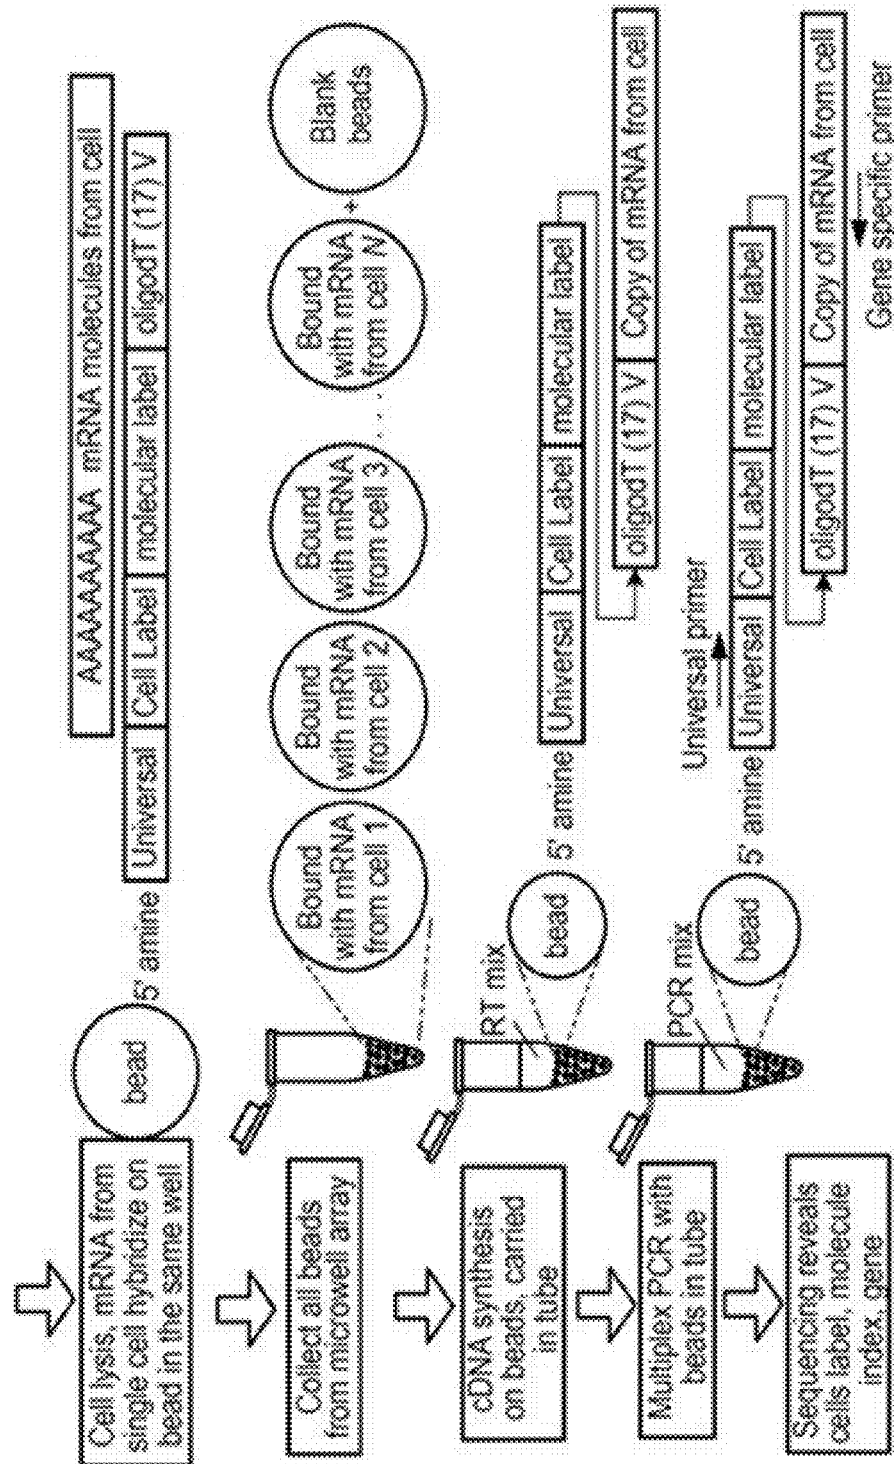 Cell lysis, mRNA from
single cell hybridize on
bead in the same well
bead
5' amine
Universal
Cell Label
molecular label
oligodT (17) V
AAAAAAAAAA mRNA molecules from cell
Collect all beads
from microwell array
Bound
with mRNA
from cell 1
Bound
with mRNA
from cell 2
Bound
with mRNA
from cell 3
. . .
Bound
with mRNA
from cell N
+
Blank
beads
cDNA synthesis
on beads, carried
in tube
RT mix
bead
5' amine
Universal
Cell Label
molecular label
oligodT (17) V
Copy of mRNA from cell
Multiplex PCR with
beads in tube
PCR mix
bead
5' amine
Universal primer
Universal
Cell Label
molecular label
oligodT (17) V
Copy of mRNA from cell
Gene specific primer
Sequencing reveals
cells label, molecule
index, gene